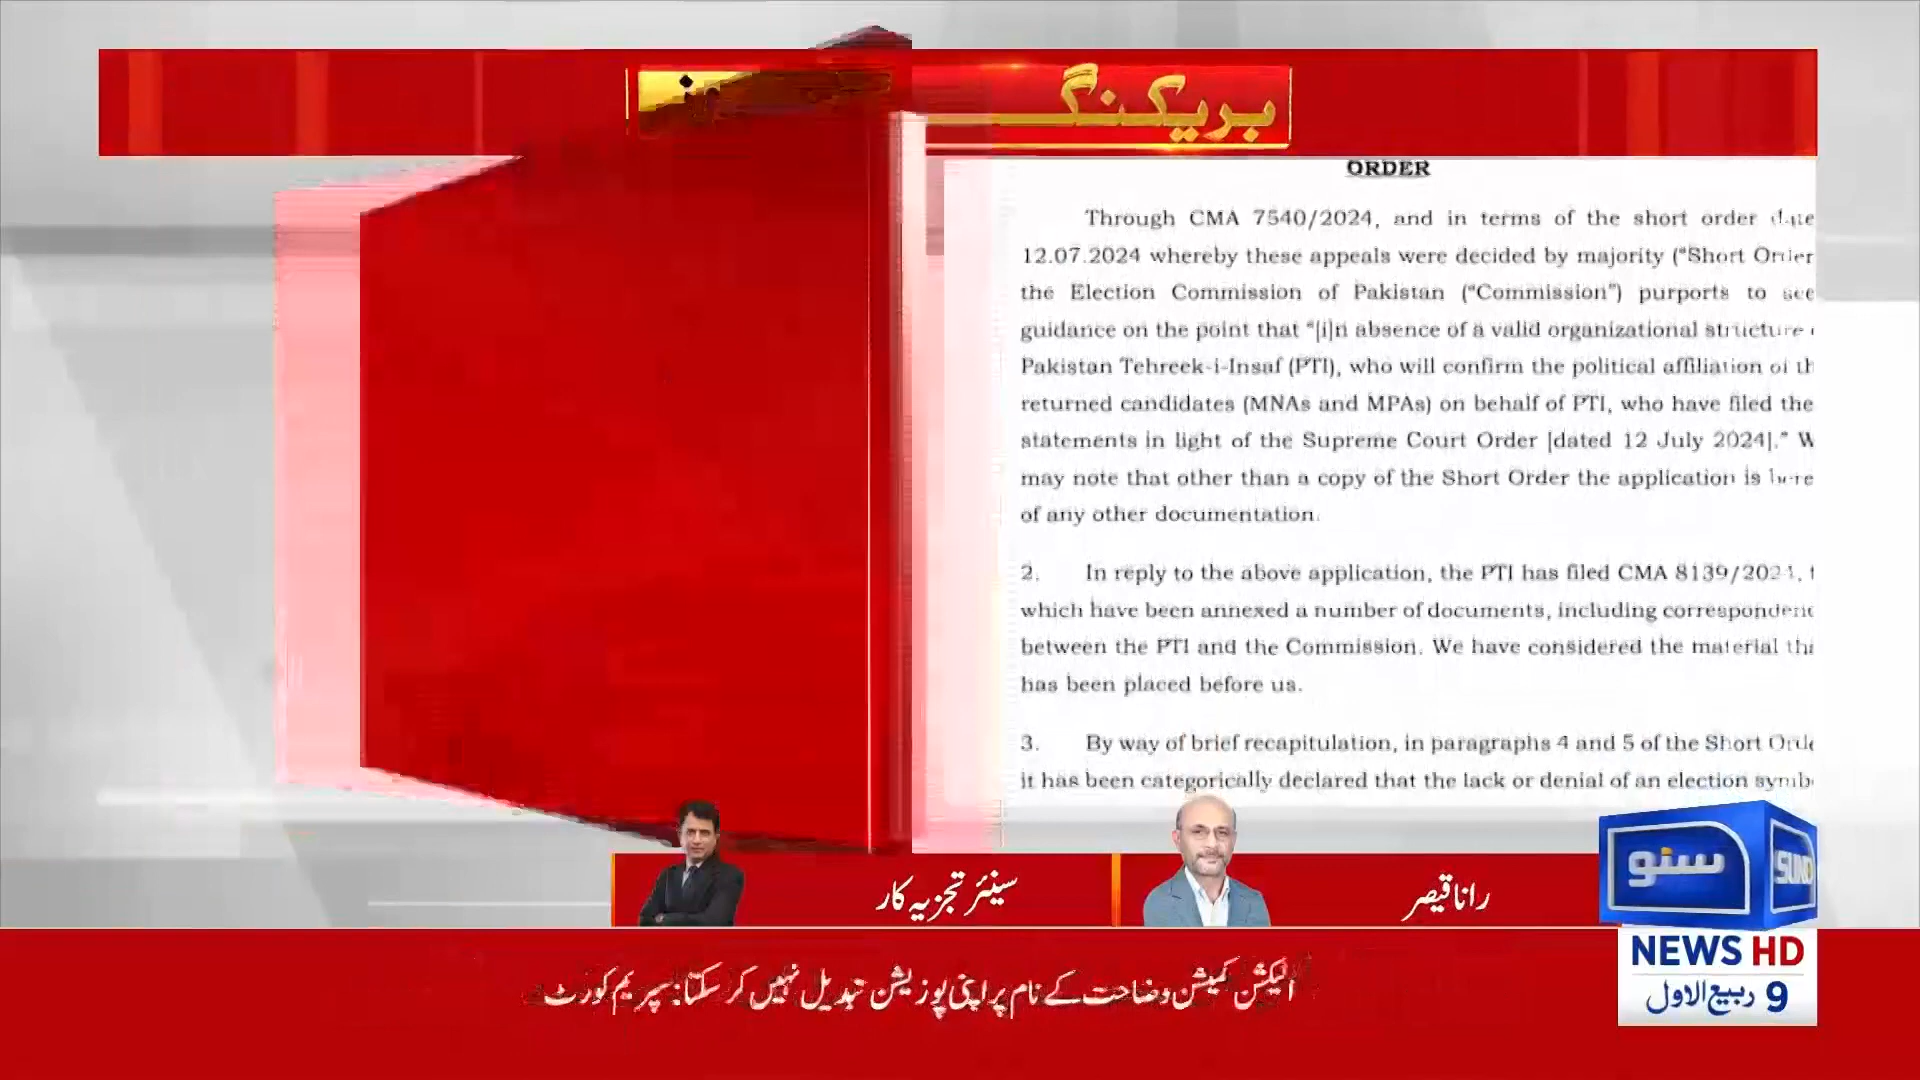 بریکنگ
ORDER
Through CMA 7540/2024, and in terms of the short order
12.07.2024 whereby these appeals were decided by majority ("Short Order
the Election Commission of Pakistan ("Commission") purports to
guidance on the point that "[i]n absence of a valid organizational structure
Pakistan Tehreek-i-Insaf (PTI), who will confirm the political affiliation of
returned candidates (MNAs and MPAs) on behalf of PTI, who have filed
statements in light of the Supreme Court Order [dated 12 July 2024]."
may note that other than a copy of the Short Order the application is
of any other documentation.
2. In reply to the above application, the PTI has filed CMA 8139/2024,
which have been annexed a number of documents, including
between the PTI and the Commission. We have considered the material
has been placed before us.
3. By way of brief recapitulation, in paragraphs 4 and 5 of the Short
it has been categorically declared that the lack or denial of an election
رانا قیصر
سینئر تجزیہ کار
سنو
SUNO
NEWS HD
9 ربیع الاول
الیکشن کمیشن وضاحت کے نام پر اپنی پوزیشن تبدیل نہیں کر سکتا: سپریم کورٹ